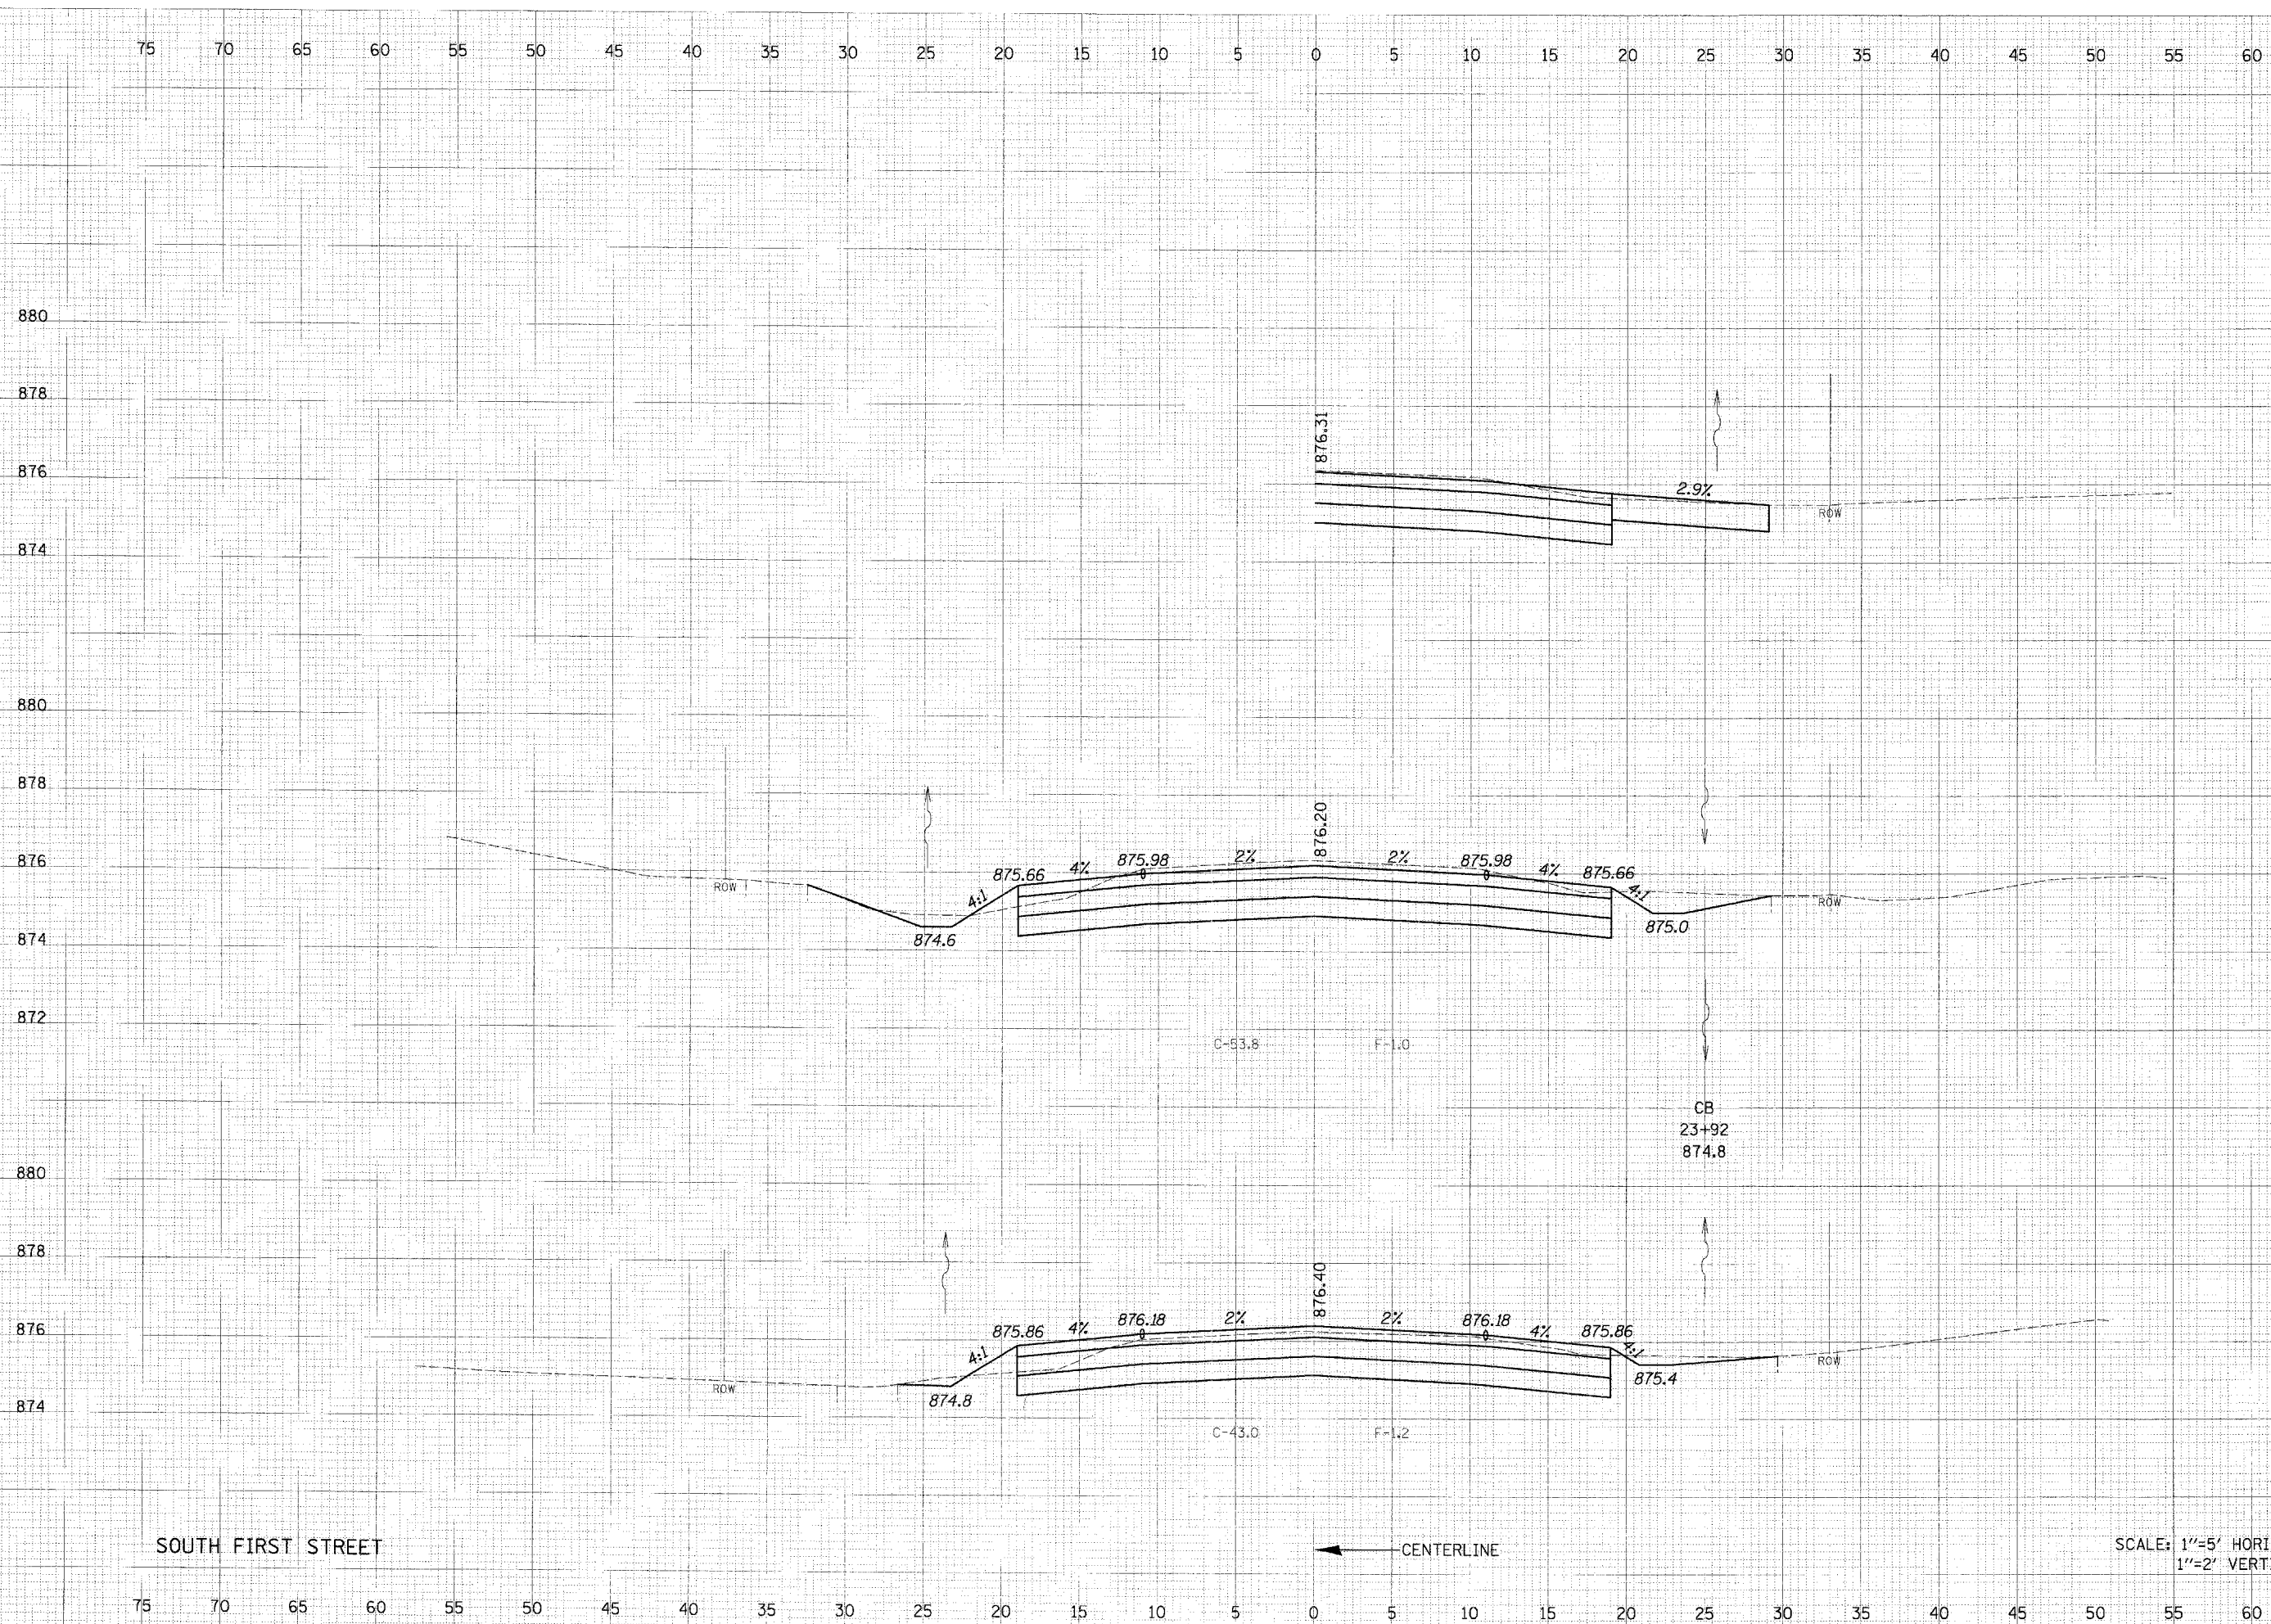 75 70 65 60 55 50 45 40 35 30 25 20 15 10 5 0 5 10 15 20 25 30 35 40 45 50 55 60
880
878
876.31
876
2.9%
ROW
874
880
878
876.20
876
875.66 4% 875.98 2% 2% 875.98 4% 875.66
ROW
4:1 4:1
ROW
874
874.6
875.0
872
C-53.8 F-1.0
CB
23+92
874.8
880
878
876.40
876
875.86 4% 876.18 2% 2% 876.18 4% 875.86
4:1 4:1
ROW
ROW
874
874.8
875.4
C-43.0 F-1.2
SOUTH FIRST STREET
CENTERLINE
SCALE: 1"=5' HORI
1"=2' VERT
75 70 65 60 55 50 45 40 35 30 25 20 15 10 5 0 5 10 15 20 25 30 35 40 45 50 55 60